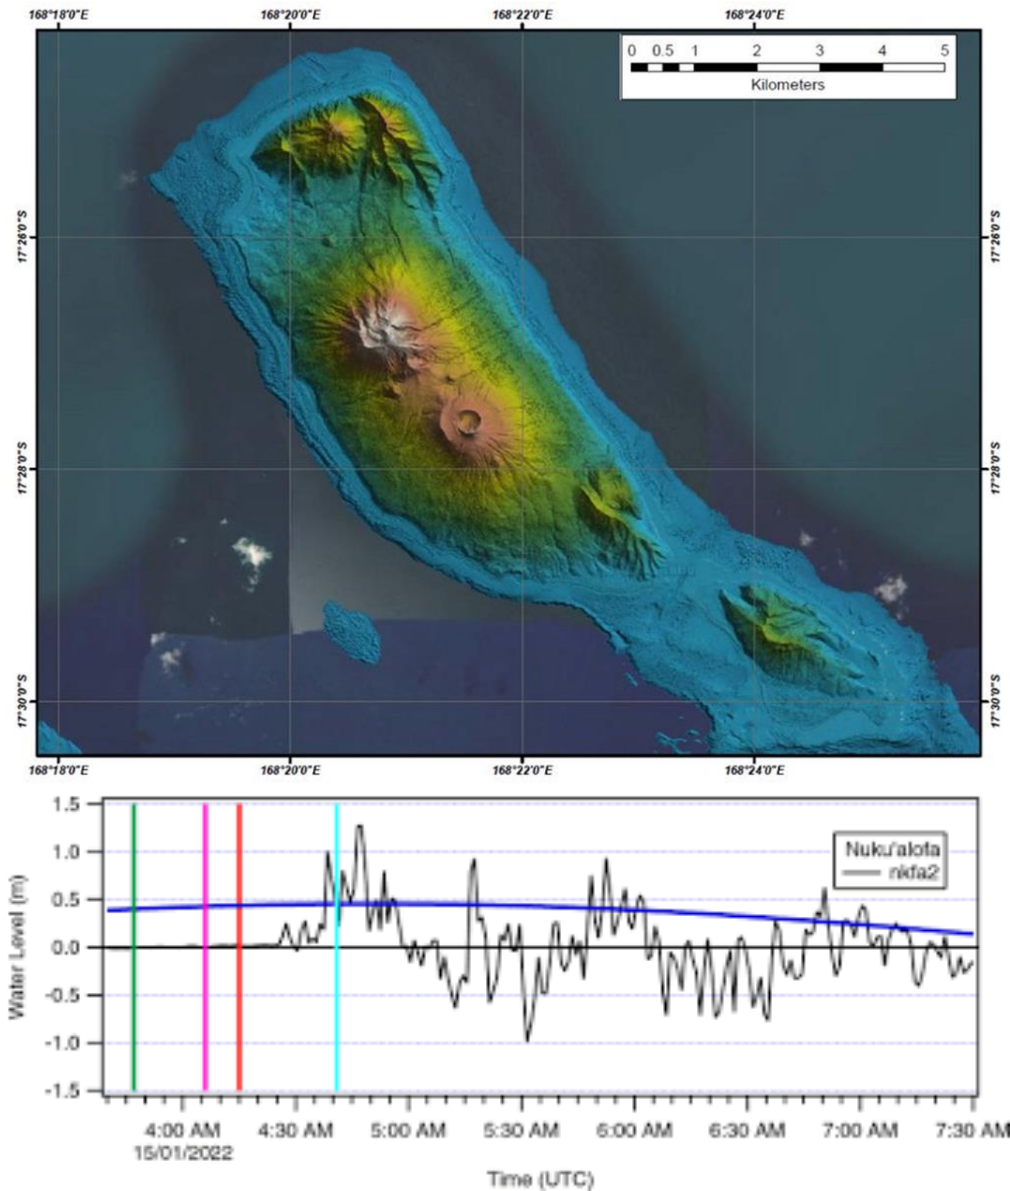 168°18'0"E 168°20'0"E 168°22'0"E 168°24'0"E
0 0.5 1 2 3 4 5
Kilometers
17°26'0"S 17°26'0"S
17°28'0"S 17°28'0"S
17°30'0"S 17°30'0"S
168°18'0"E 168°20'0"E 168°22'0"E 168°24'0"E
1.5
1.0
0.5
0.0
-0.5
-1.0
-1.5
Water Level (m)
Nuku'alofa
nkfa2
4:00 AM 4:30 AM 5:00 AM 5:30 AM 6:00 AM 6:30 AM 7:00 AM 7:30 AM
15/01/2022
Time (UTC)